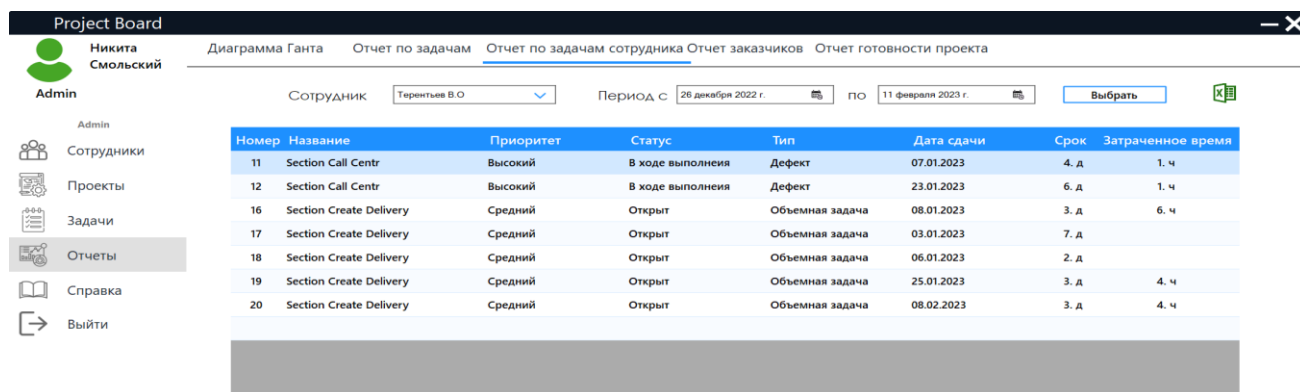 Project Board
Никита
Смольский
Admin
Диаграмма Ганта Отчет по задачам Отчет по задачам сотрудника Отчет заказчиков Отчет готовности проекта
Сотрудник Терентьев В.О Период с 26 декабря 2022 г. по 11 февраля 2023 г. Выбрать
Admin
Сотрудники
Проекты
Задачи
Отчеты
Справка
Выйти
Номер Название Приоритет Статус Тип Дата сдачи Срок Затраченное время
11 Section Call Centr Высокий В ходе выполнеия Дефект 07.01.2023 4. д 1. ч
12 Section Call Centr Высокий В ходе выполнеия Дефект 23.01.2023 6. д 1. ч
16 Section Create Delivery Средний Открыт Объемная задача 08.01.2023 3. д 6. ч
17 Section Create Delivery Средний Открыт Объемная задача 03.01.2023 7. д
18 Section Create Delivery Средний Открыт Объемная задача 06.01.2023 2. д
19 Section Create Delivery Средний Открыт Объемная задача 25.01.2023 3. д 4. ч
20 Section Create Delivery Средний Открыт Объемная задача 08.02.2023 3. д 4. ч